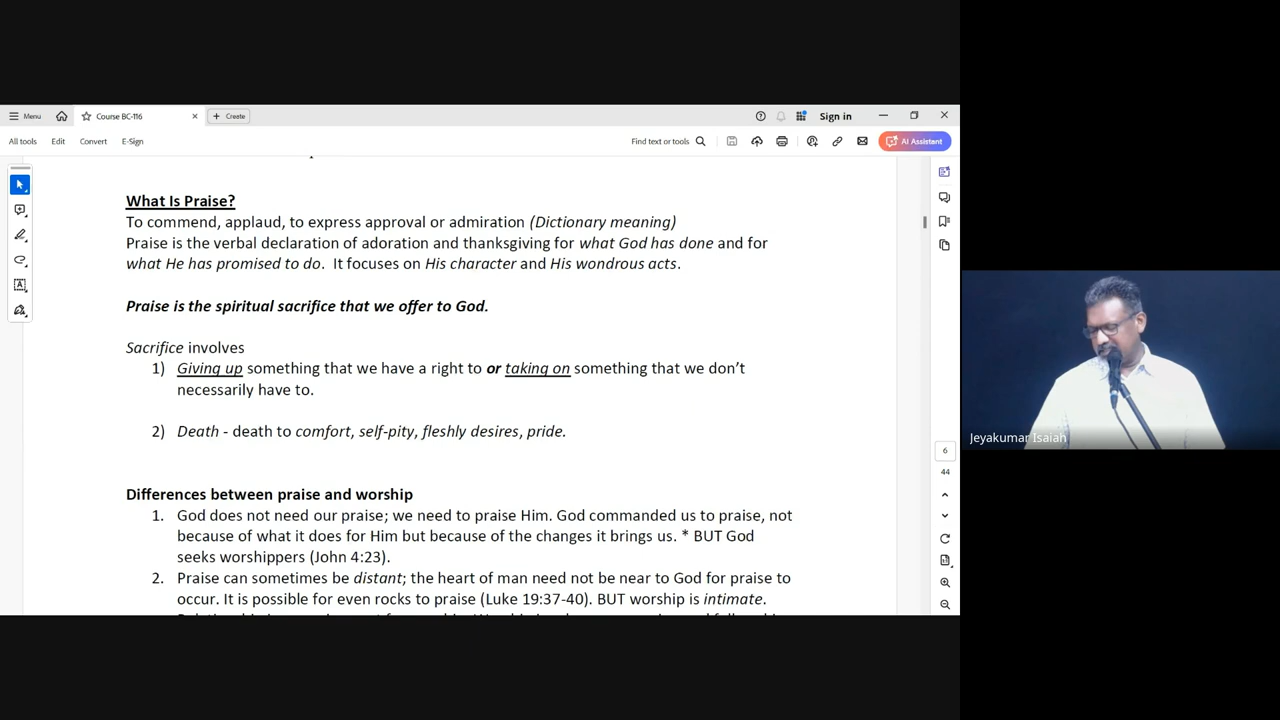 Menu
Course BC-116
Create
Sign in
All tools
Edit
Convert
E-Sign
Find text or tools
AI Assistant
What Is Praise?
To commend, applaud, to express approval or admiration (Dictionary meaning)
Praise is the verbal declaration of adoration and thanksgiving for what God has done and for
what He has promised to do. It focuses on His character and His wondrous acts.
Praise is the spiritual sacrifice that we offer to God.
Sacrifice involves
1) Giving up something that we have a right to or taking on something that we don't
necessarily have to.
2) Death - death to comfort, self-pity, fleshly desires, pride.
Differences between praise and worship
1. God does not need our praise; we need to praise Him. God commanded us to praise, not
because of what it does for Him but because of the changes it brings us. * BUT God
seeks worshippers (John 4:23).
2. Praise can sometimes be distant; the heart of man need not be near to God for praise to
occur. It is possible for even rocks to praise (Luke 19:37-40). BUT worship is intimate.
6
44
Jeyakumar Isaiah